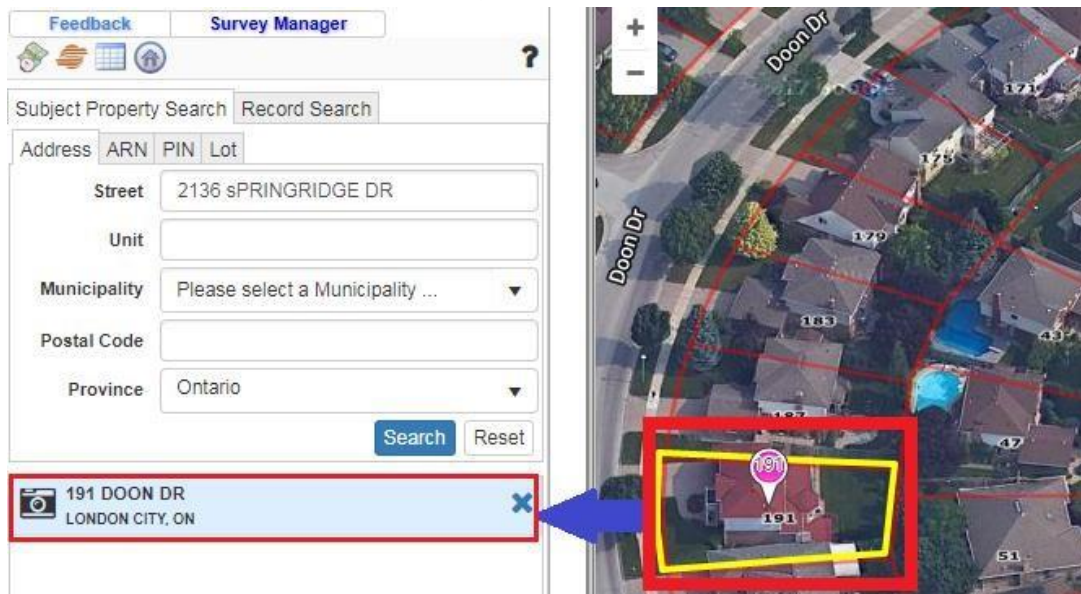 Feedback Survey Manager
?
Subject Property Search Record Search
Address ARN PIN Lot
Street 2136 sPRINGRIDGE DR
Unit
Municipality Please select a Municipality ...
Postal Code
Province Ontario
Search Reset
191 DOON DR
LONDON CITY, ON
+
−
Doon Dr
171
175
Doon Dr
179
183
43
187
47
191
191
51